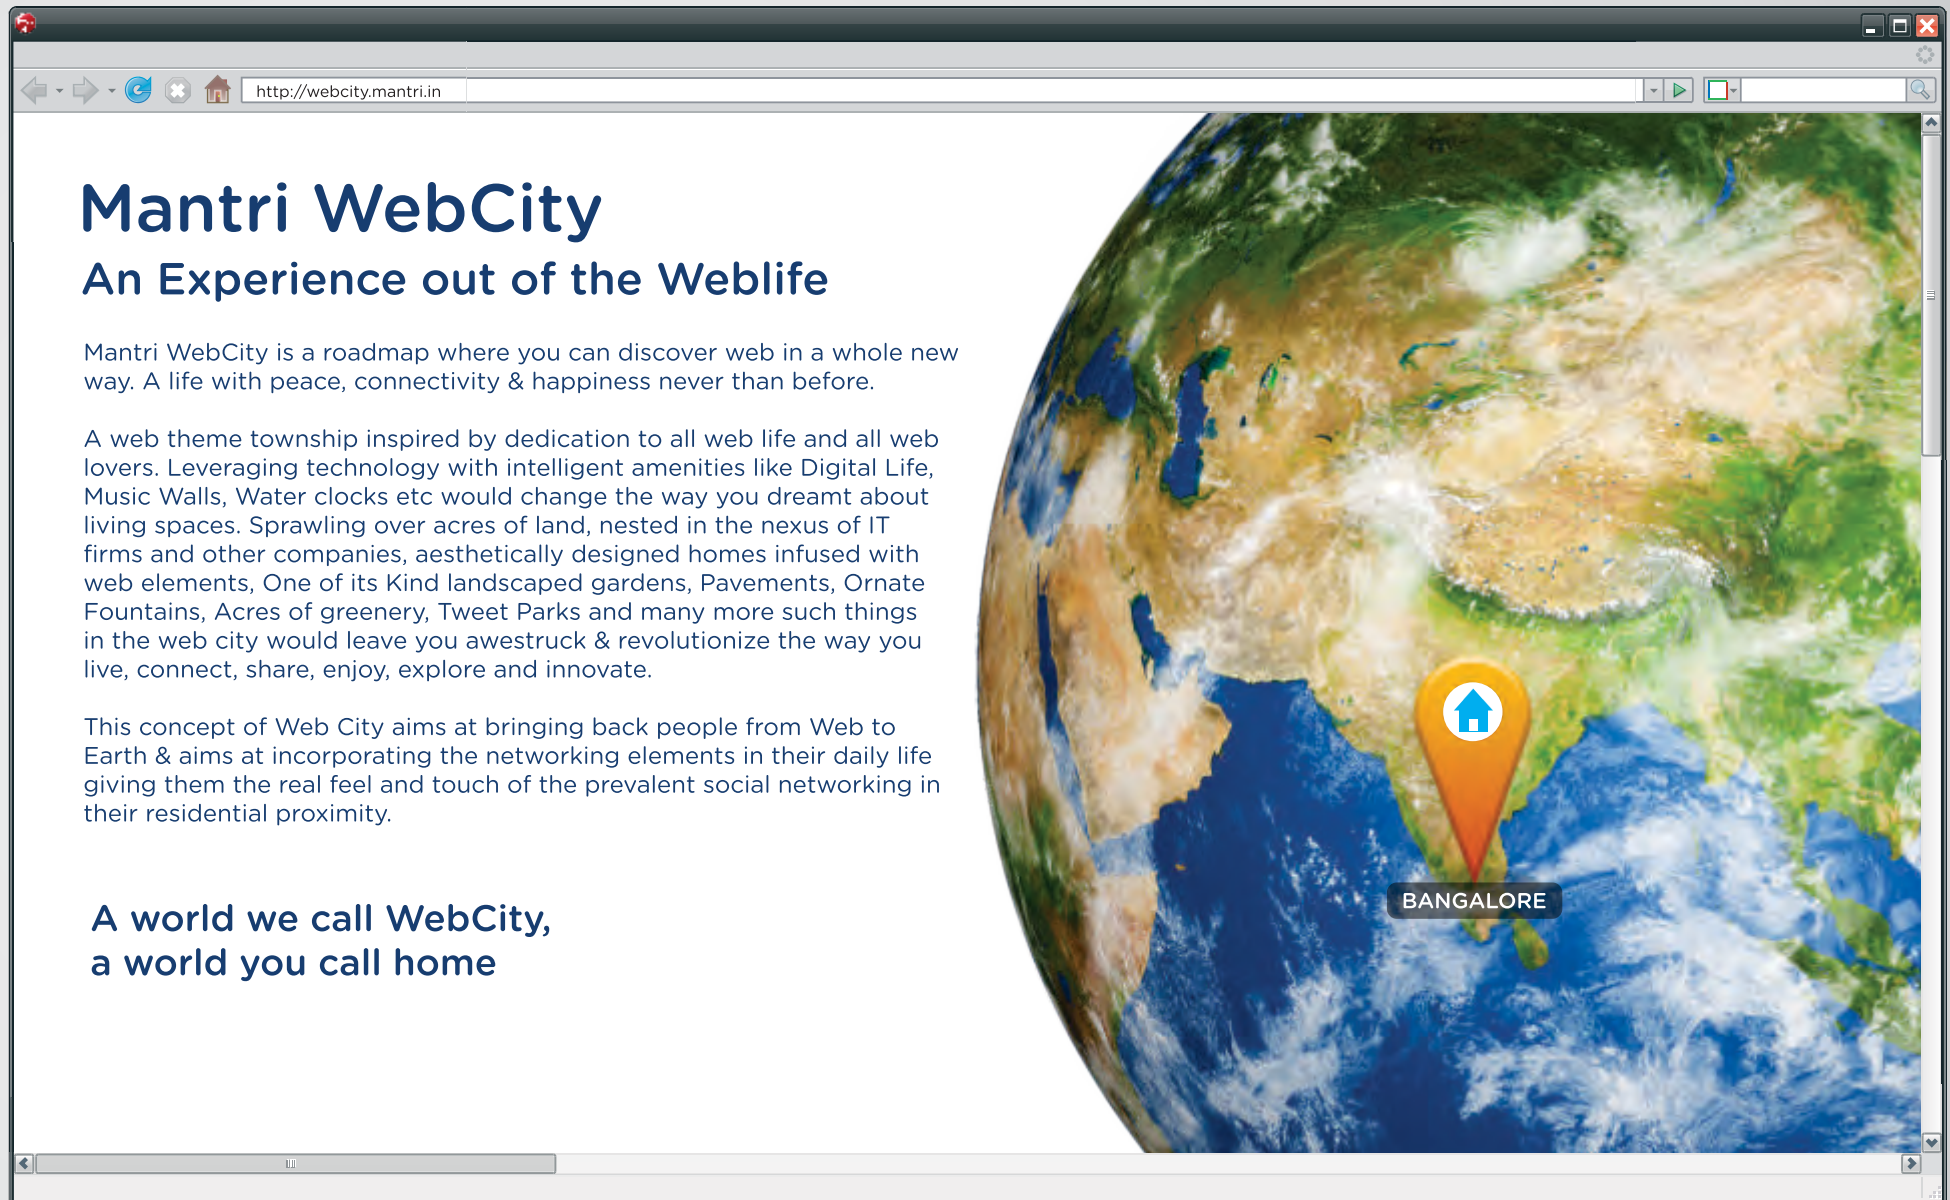 http://webcity.mantri.in
Mantri WebCity
An Experience out of the Weblife
Mantri WebCity is a roadmap where you can discover web in a whole new
way. A life with peace, connectivity & happiness never than before.
A web theme township inspired by dedication to all web life and all web
lovers. Leveraging technology with intelligent amenities like Digital Life,
Music Walls, Water clocks etc would change the way you dreamt about
living spaces. Sprawling over acres of land, nested in the nexus of IT
firms and other companies, aesthetically designed homes infused with
web elements, One of its Kind landscaped gardens, Pavements, Ornate
Fountains, Acres of greenery, Tweet Parks and many more such things
in the web city would leave you awestruck & revolutionize the way you
live, connect, share, enjoy, explore and innovate.
This concept of Web City aims at bringing back people from Web to
Earth & aims at incorporating the networking elements in their daily life
giving them the real feel and touch of the prevalent social networking in
their residential proximity.
A world we call WebCity,
a world you call home
BANGALORE